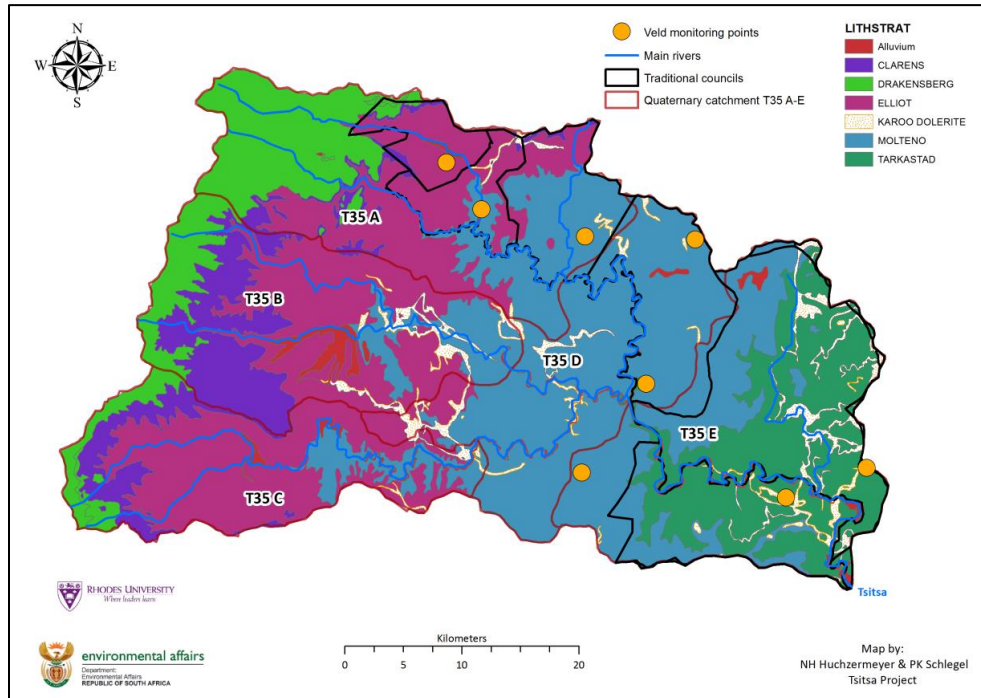 N
W E
S
Veld monitoring points
Main rivers
Traditional councils
Quaternary catchment T35 A-E
LITHSTRAT
Alluvium
CLARENS
DRAKENSBERG
ELLIOT
KAROO DOLERITE
MOLTENO
TARKASTAD
T35 A
T35 B
T35 D
T35 E
T35 C
Tsitsa
RHODES UNIVERSITY
Where leaders learn
environmental affairs
Department:
Environmental Affairs
REPUBLIC OF SOUTH AFRICA
Kilometers
0 5 10 20
Map by:
NH Huchzermeyer & PK Schlegel
Tsitsa Project